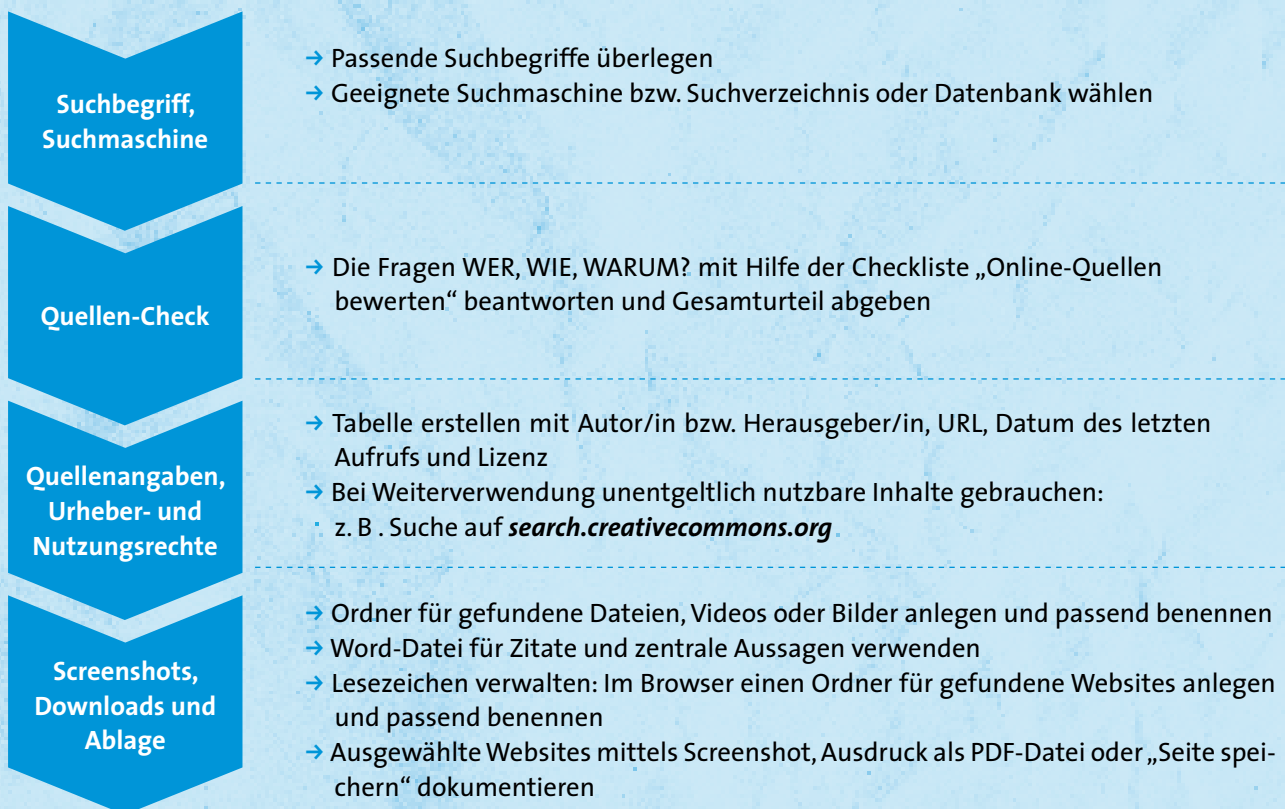 Suchbegriff,
Suchmaschine
→ Passende Suchbegriffe überlegen
→ Geeignete Suchmaschine bzw. Suchverzeichnis oder Datenbank wählen
Quellen-Check
→ Die Fragen WER, WIE, WARUM? mit Hilfe der Checkliste „Online-Quellen
bewerten“ beantworten und Gesamturteil abgeben
Quellenangaben,
Urheber- und
Nutzungsrechte
→ Tabelle erstellen mit Autor/in bzw. Herausgeber/in, URL, Datum des letzten
Aufrufs und Lizenz
→ Bei Weiterverwendung unentgeltlich nutzbare Inhalte gebrauchen:
z. B . Suche auf search.creativecommons.org
Screenshots,
Downloads und
Ablage
→ Ordner für gefundene Dateien, Videos oder Bilder anlegen und passend benennen
→ Word-Datei für Zitate und zentrale Aussagen verwenden
→ Lesezeichen verwalten: Im Browser einen Ordner für gefundene Websites anlegen
und passend benennen
→ Ausgewählte Websites mittels Screenshot, Ausdruck als PDF-Datei oder „Seite spei-
chern“ dokumentieren